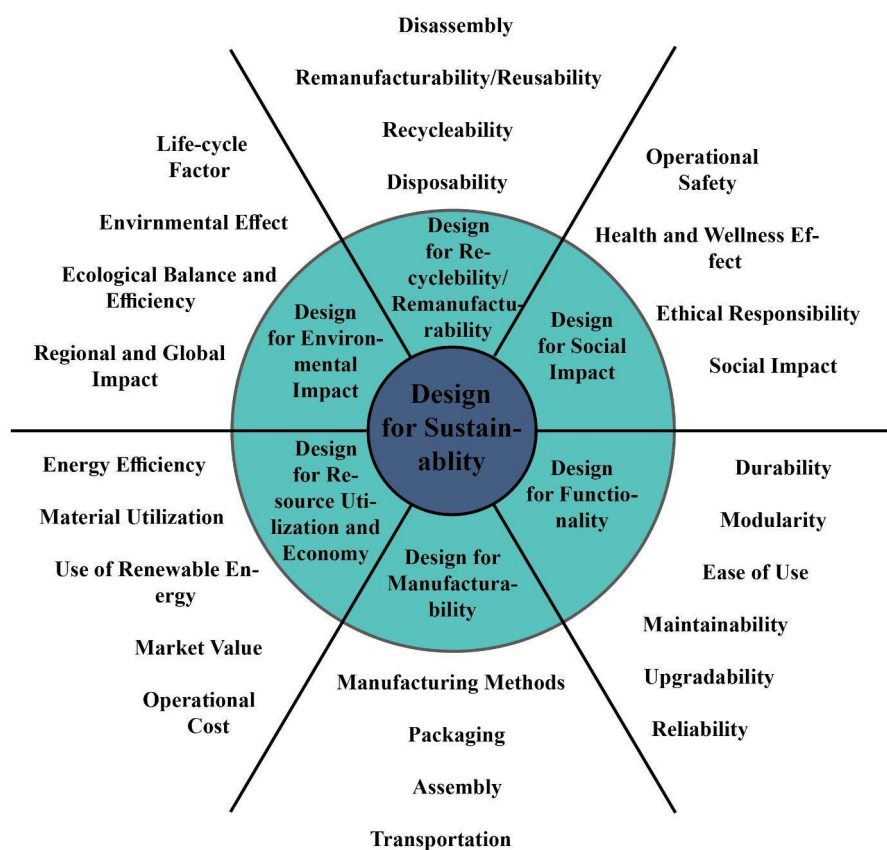 Disassembly
Remanufacturability/Reusability
Recycleability
Disposability
Life-cycle
Factor
Envirnmental Effect
Ecological Balance and
Efficiency
Regional and Global
Impact
Operational
Safety
Health and Wellness Ef-
fect
Ethical Responsibility
Social Impact
Design
for Re-
cyclebility/
Remanufactu-
rability
Design
for Environ-
mental
Impact
Design
for Social
Impact
Design
for Sustain-
ablity
Design
for Re-
source Uti-
lization and
Economy
Design for
Manufactura-
bility
Design
for Functio-
nality
Energy Efficiency
Material Utilization
Use of Renewable En-
ergy
Market Value
Operational
Cost
Durability
Modularity
Ease of Use
Maintainability
Upgradability
Reliability
Manufacturing Methods
Packaging
Assembly
Transportation